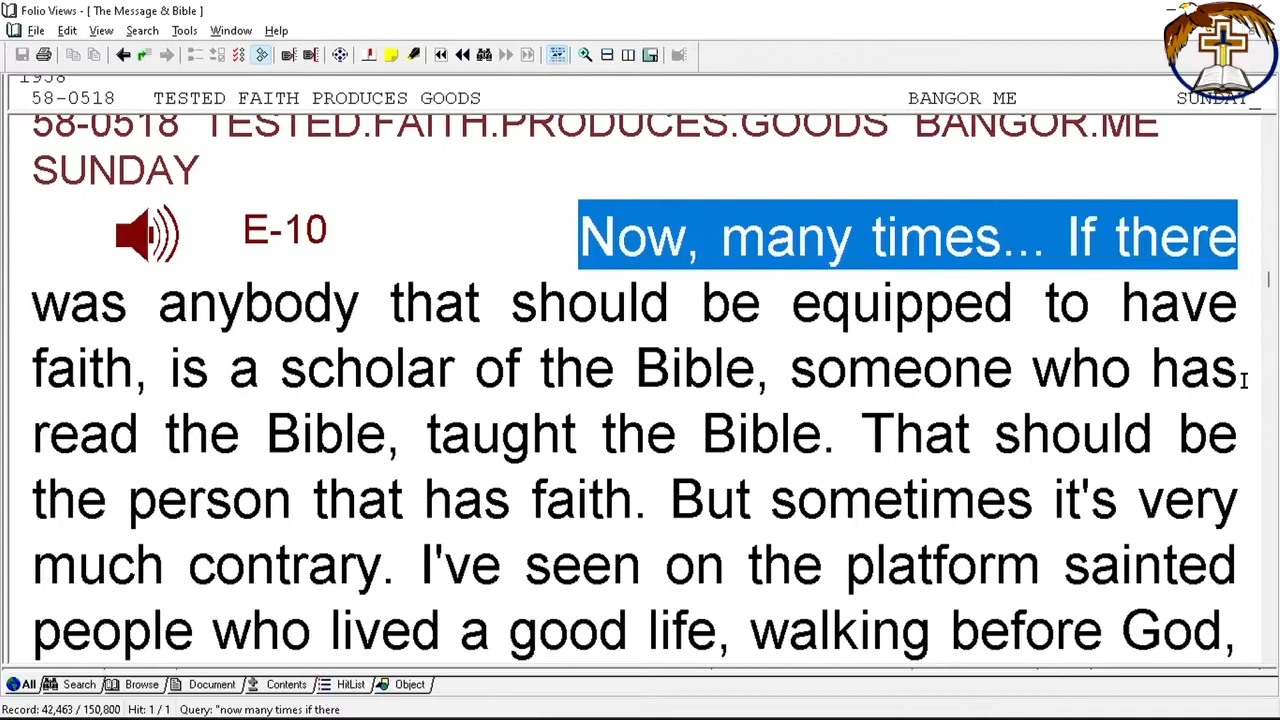 Folio Views - [ The Message & Bible ]
File Edit View Search Tools Window Help
1958
58-0518 TESTED FAITH PRODUCES GOODS BANGOR ME SUNDAY
58-0518 TESTED.FAITH.PRODUCES.GOODS BANGOR.ME
SUNDAY
E-10 Now, many times... If there
was anybody that should be equipped to have
faith, is a scholar of the Bible, someone who has
read the Bible, taught the Bible. That should be
the person that has faith. But sometimes it's very
much contrary. I've seen on the platform sainted
people who lived a good life, walking before God,
All Search Browse Document Contents HitList Object
Record: 42,463 / 150,800 Hit: 1 / 1 Query: "now many times if there